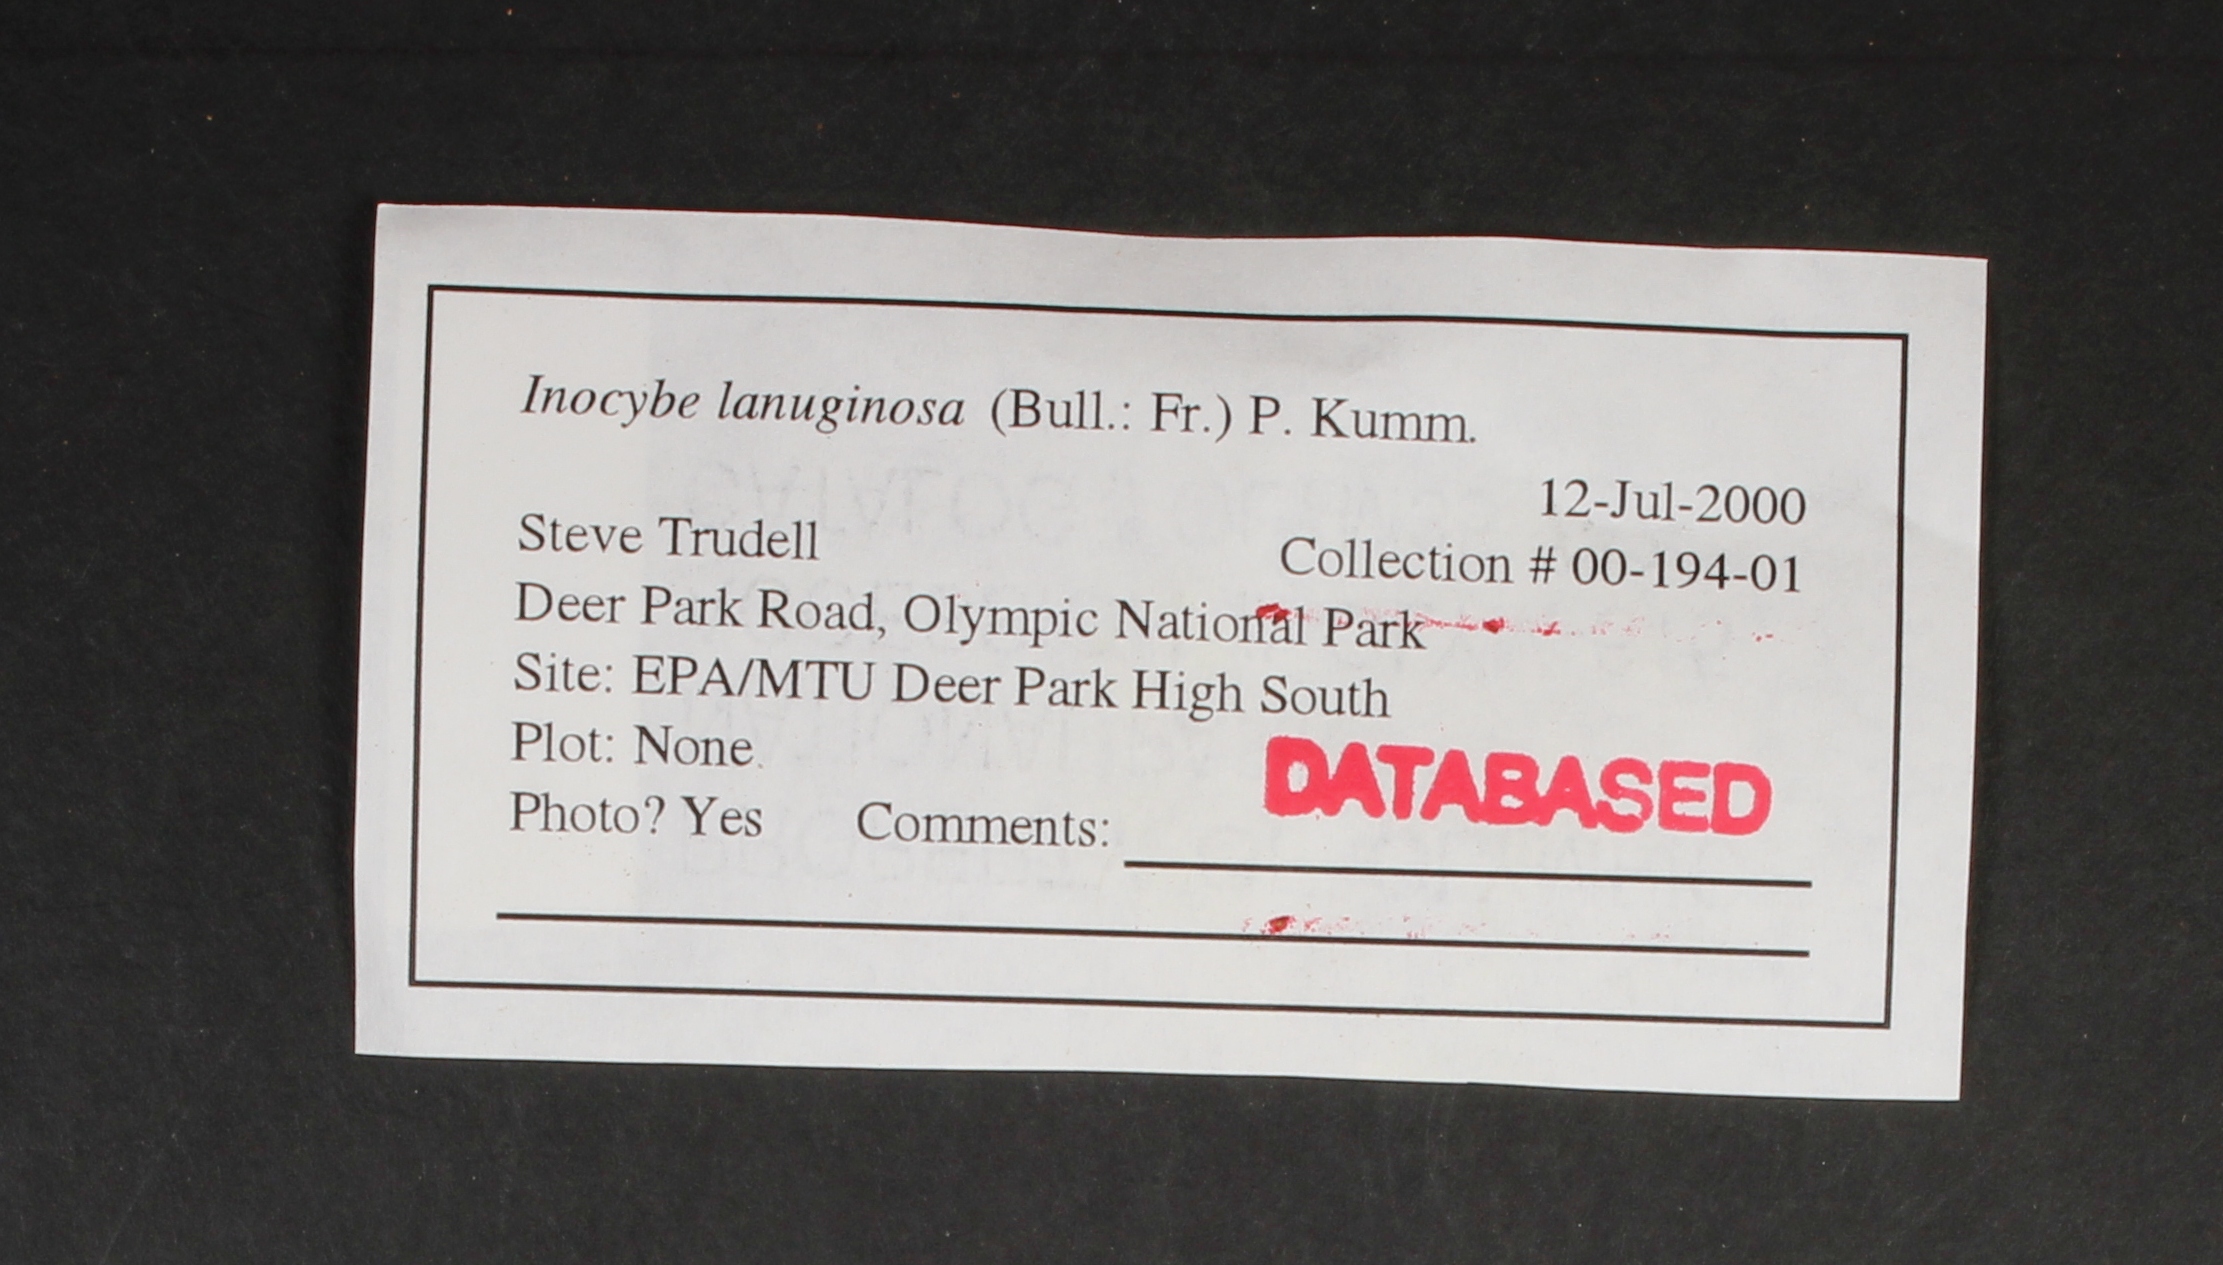 Inocybe lanuginosa (Bull.: Fr.) P. Kumm.
12-Jul-2000
Steve Trudell
Collection # 00-194-01
Deer Park Road, Olympic National Park
Site: EPA/MTU Deer Park High South
Plot: None
DATABASED
Photo? Yes Comments: